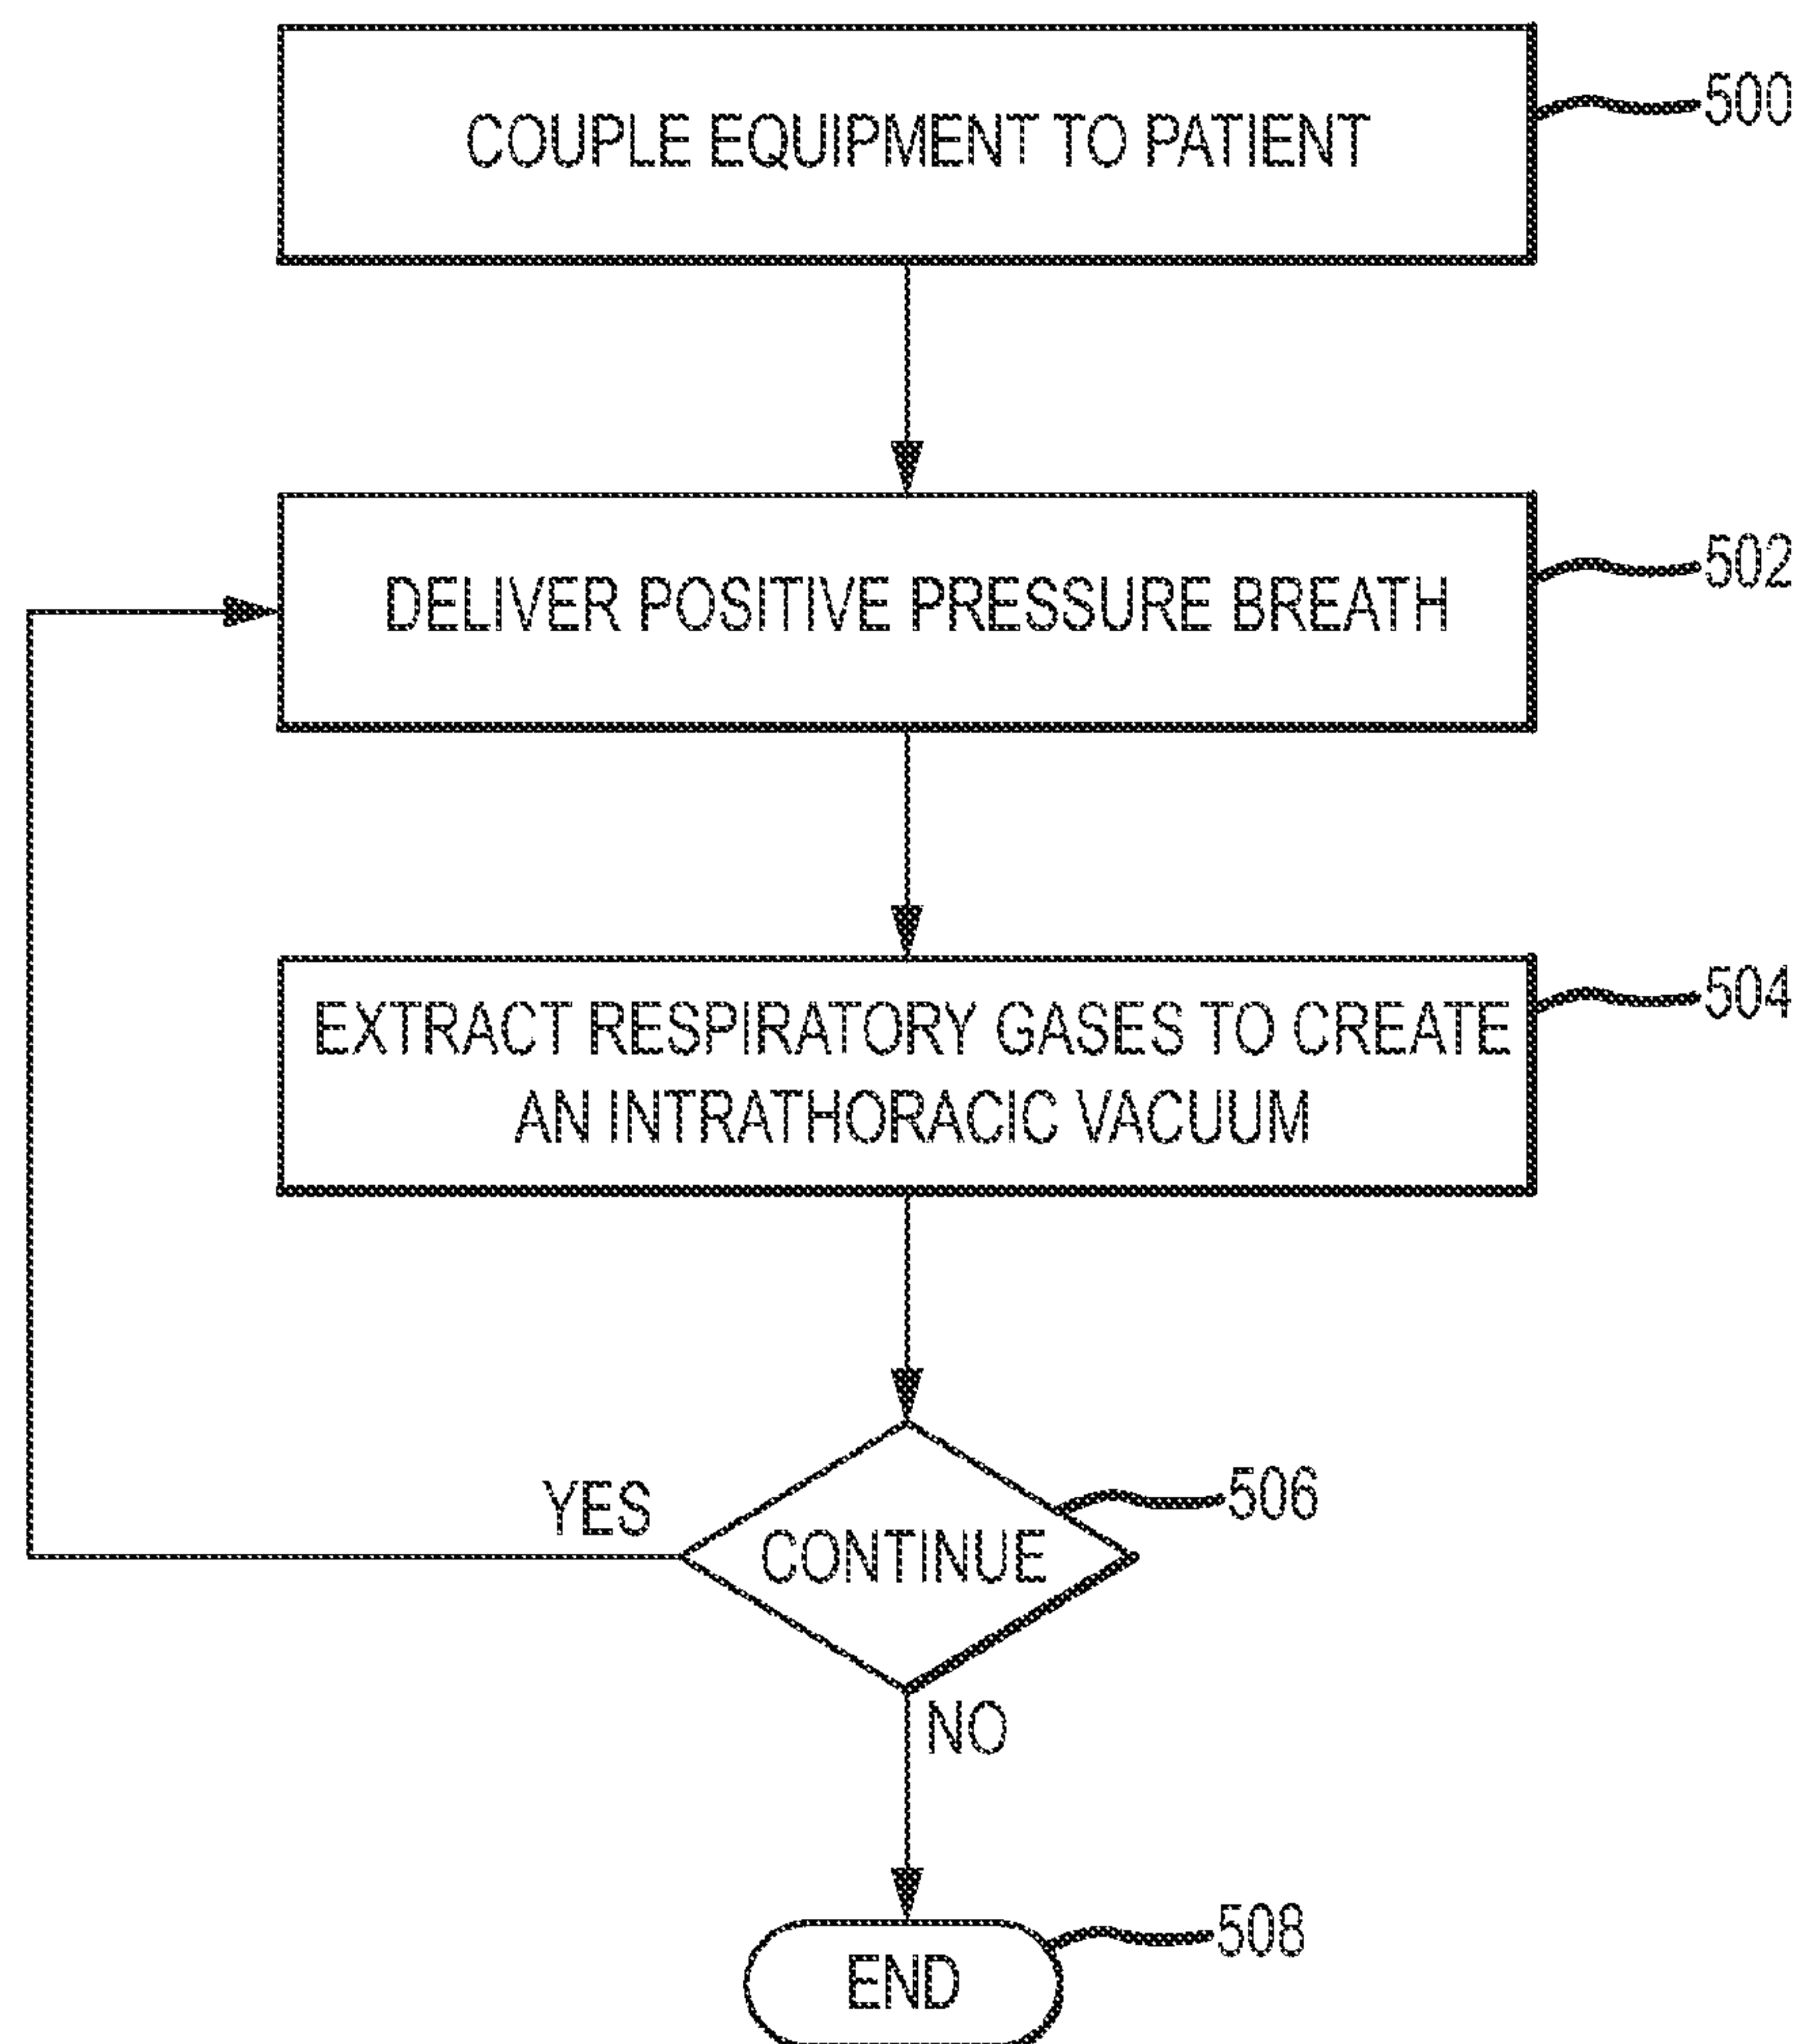 COUPLE EQUIPMENT TO PATIENT
500
DELIVER POSITIVE PRESSURE BREATH
502
EXTRACT RESPIRATORY GASES TO CREATE
AN INTRATHORACIC VACUUM
504
YES
CONTINUE
506
NO
END
508